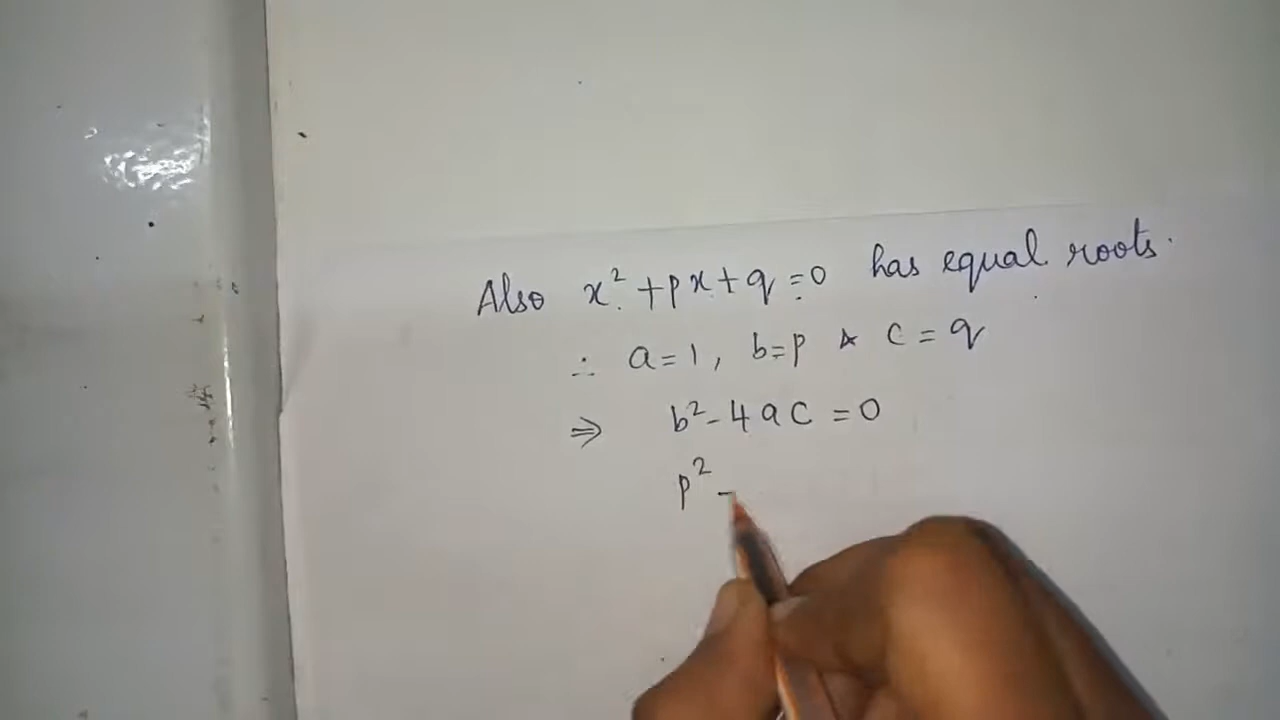 Also x² + px + q = 0 has equal roots.
∴ a = 1, b = p & c = q
⇒ b² - 4ac = 0
p² -